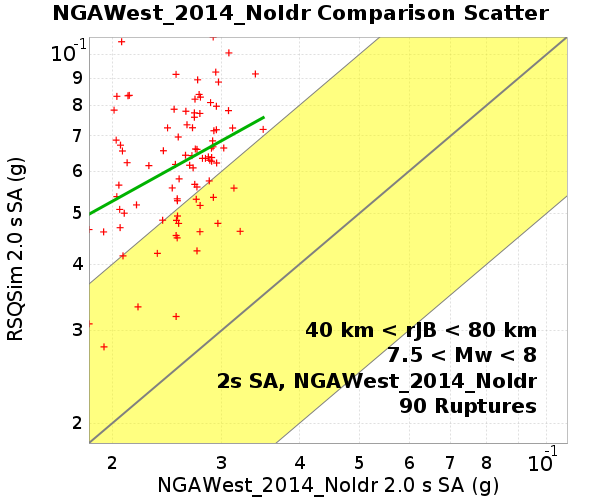 NGAWest_2014_NoIdr Comparison Scatter
10⁻¹
9
8
7
6
5
4
3
2
RSQSim 2.0 s SA (g)
40 km < rJB < 80 km
7.5 < Mw < 8
2s SA, NGAWest_2014_NoIdr
90 Ruptures
2 3 4 5 6 7 8 10⁻¹
NGAWest_2014_NoIdr 2.0 s SA (g)